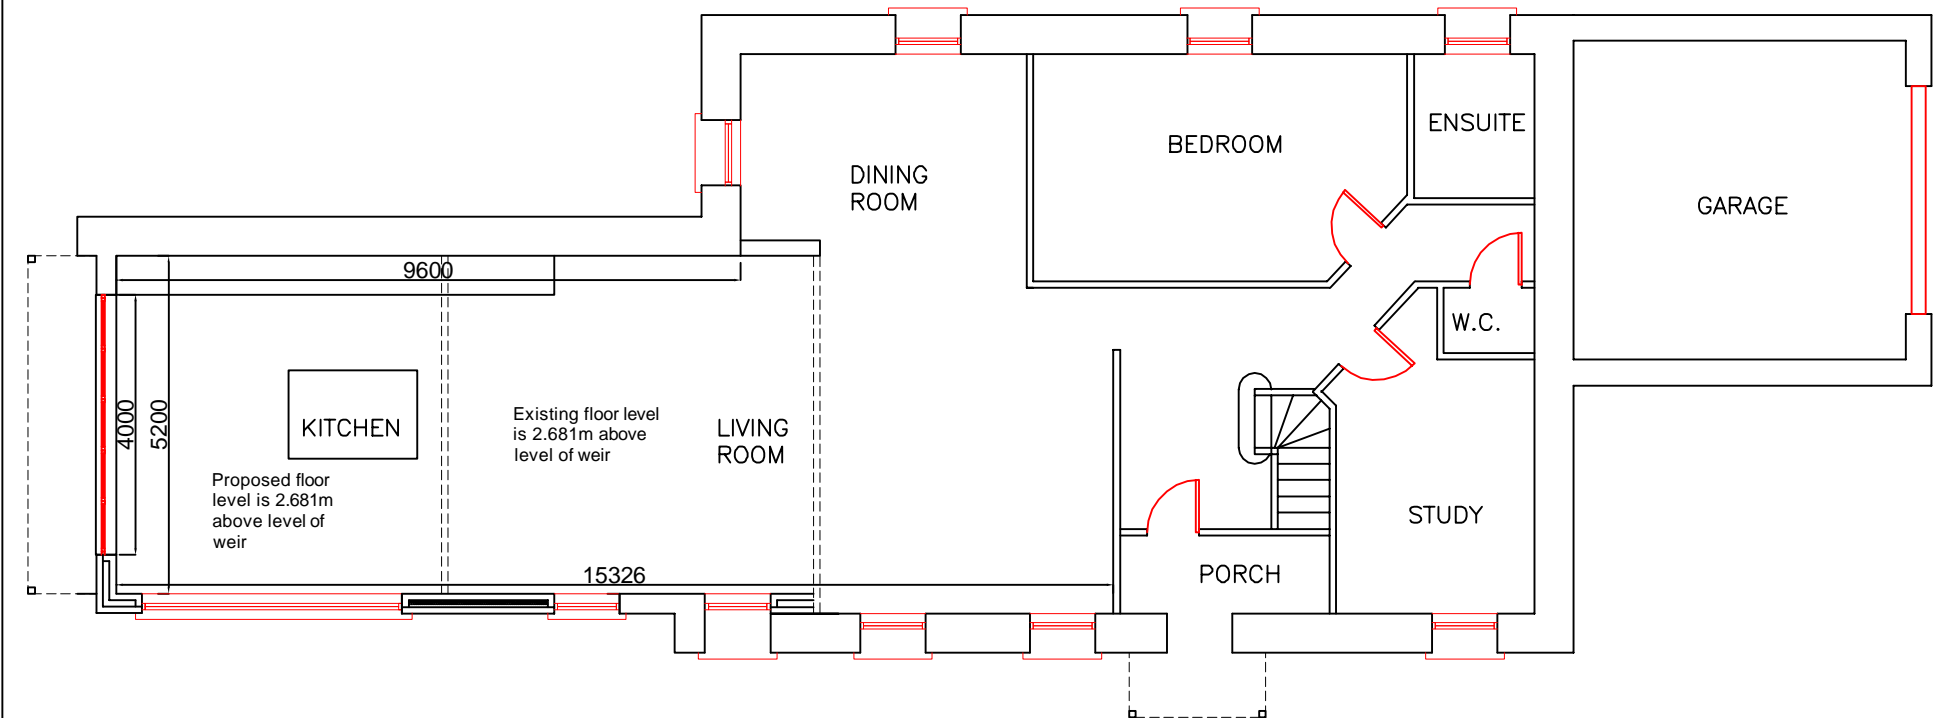 ENSUITE
BEDROOM
DINING
ROOM
GARAGE
9600
W.C.
4000
5200
KITCHEN
Existing floor level
is 2.681m above
level of weir
LIVING
ROOM
Proposed floor
level is 2.681m
above level of
weir
STUDY
15326
PORCH